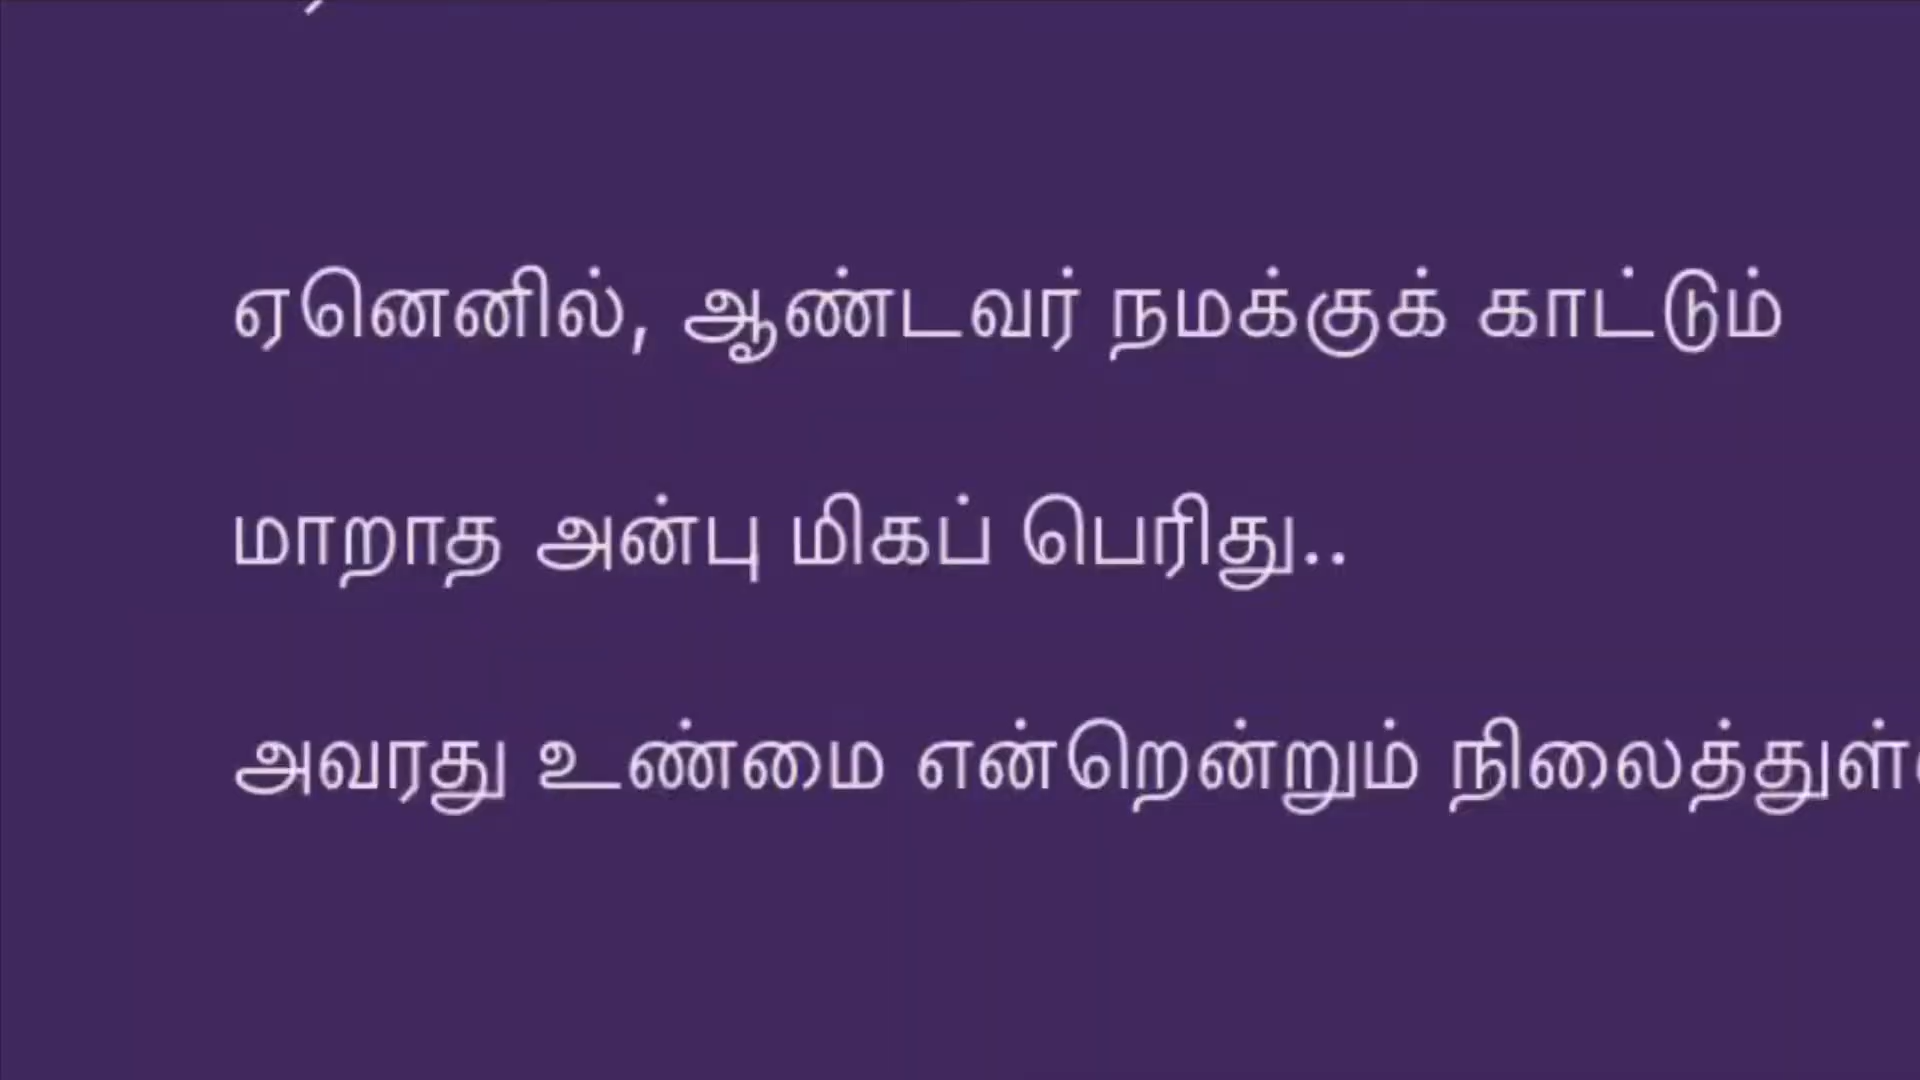 ஏனெனில், ஆண்டவர் நமக்குக் காட்டும்
மாறாத அன்பு மிகப் பெரிது..
அவரது உண்மை என்றென்றும்